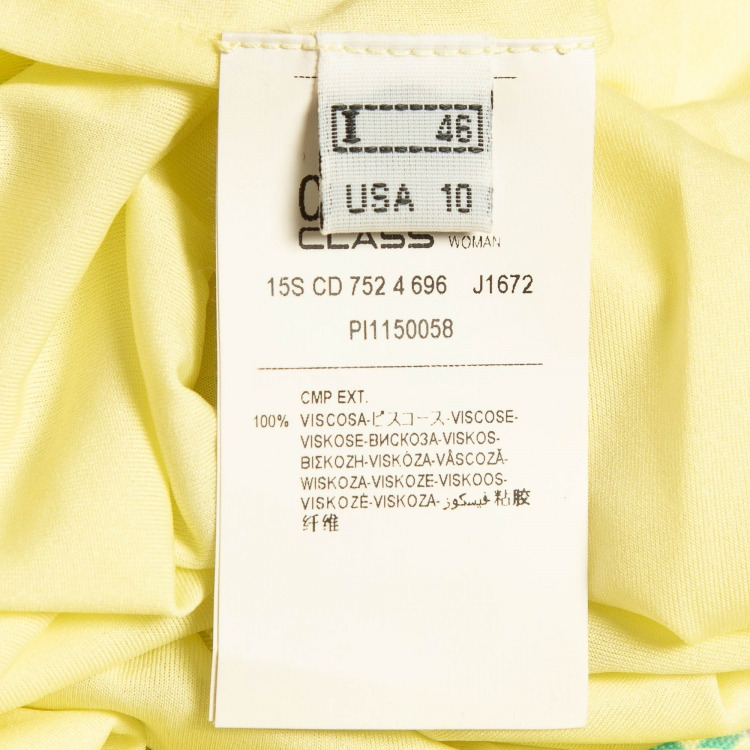 I 46
USA 10
CLASS WOMAN
15S CD 752 4 696 J1672
PI1150058
CMP EXT.
100% VISCOSA-ビスコース-VISCOSE-
VISKOSE-ВИСКОЗА-VISKOS-
ΒΙΣΚΟΖΗ-VISKÓZA-VÂSCOZĂ-
WISKOZA-VISKOZE-VISKOOS-
VISKOZĖ-VISKOZA-فيسكوز 粘胶
纤维